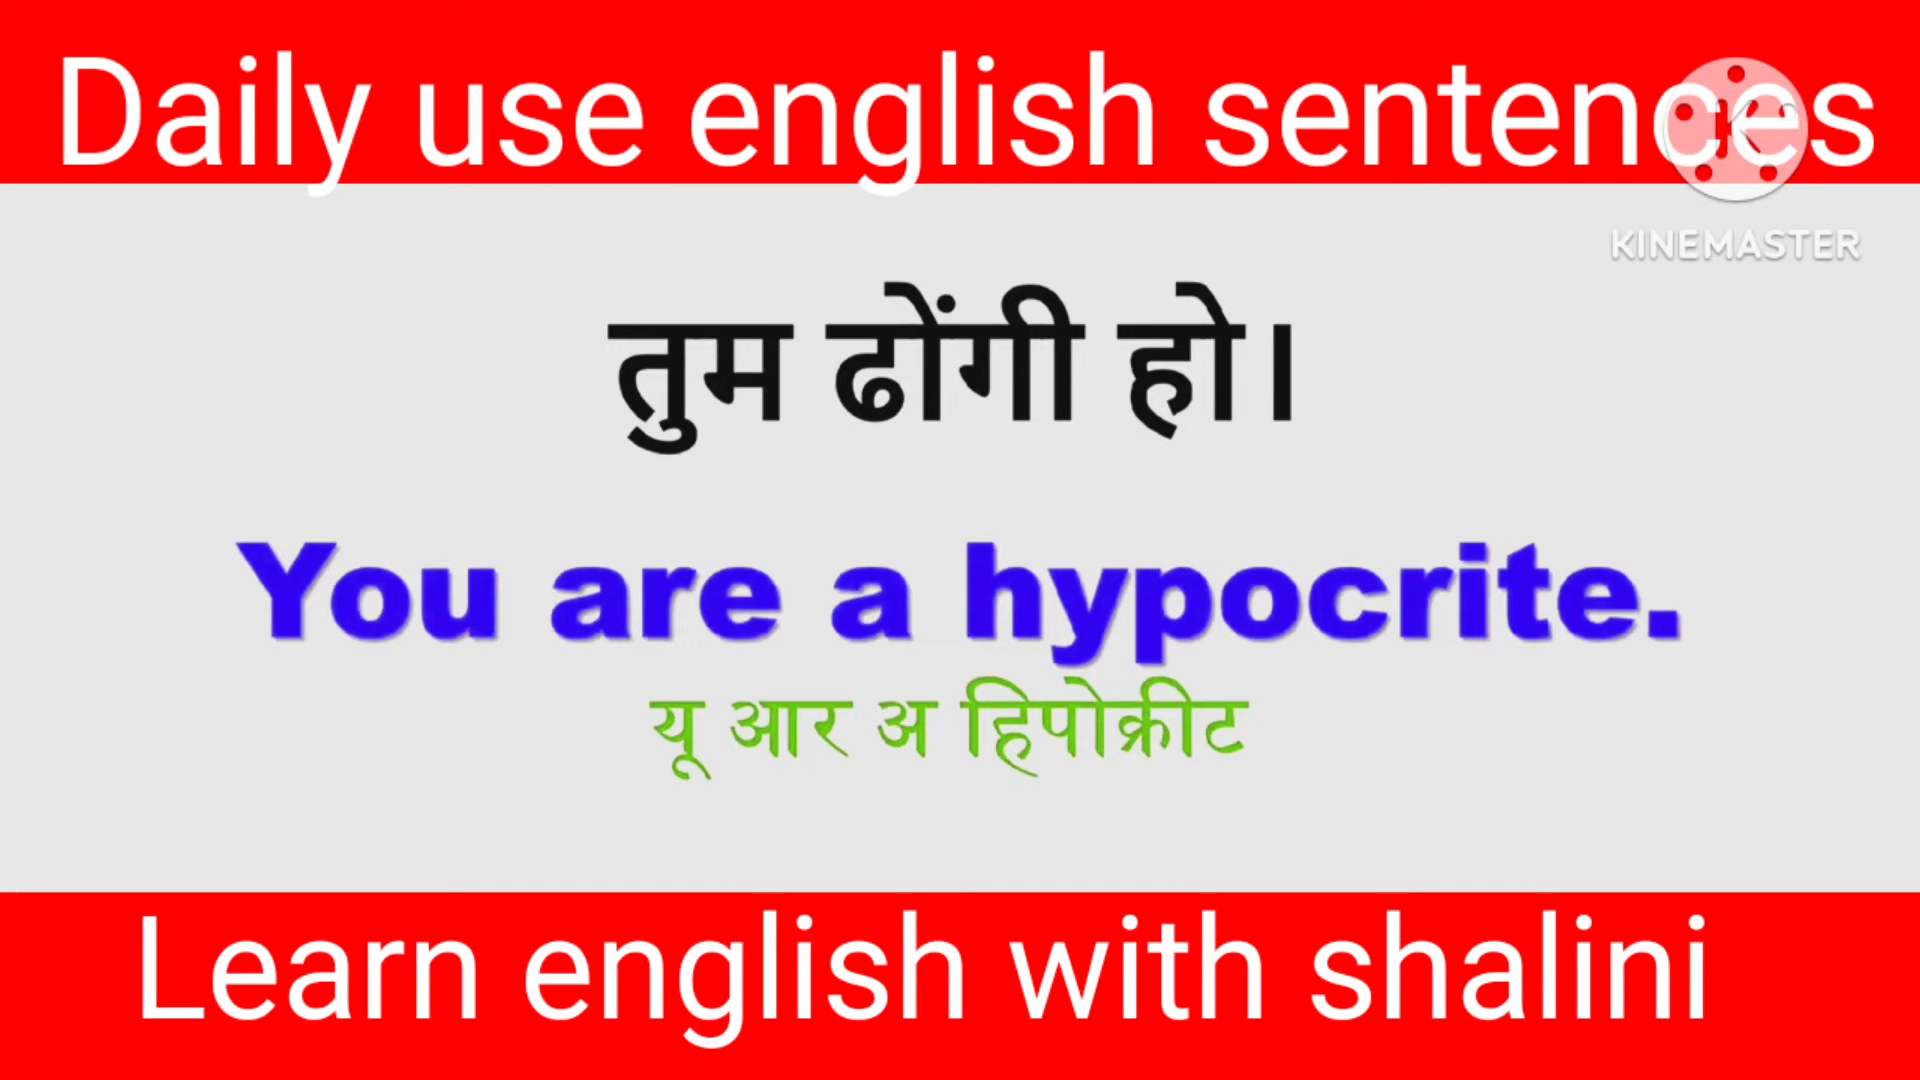 Daily use english sentences
KINEMASTER
तुम ढोंगी हो।
You are a hypocrite.
यू आर अ हिपोक्रीट
Learn english with shalini